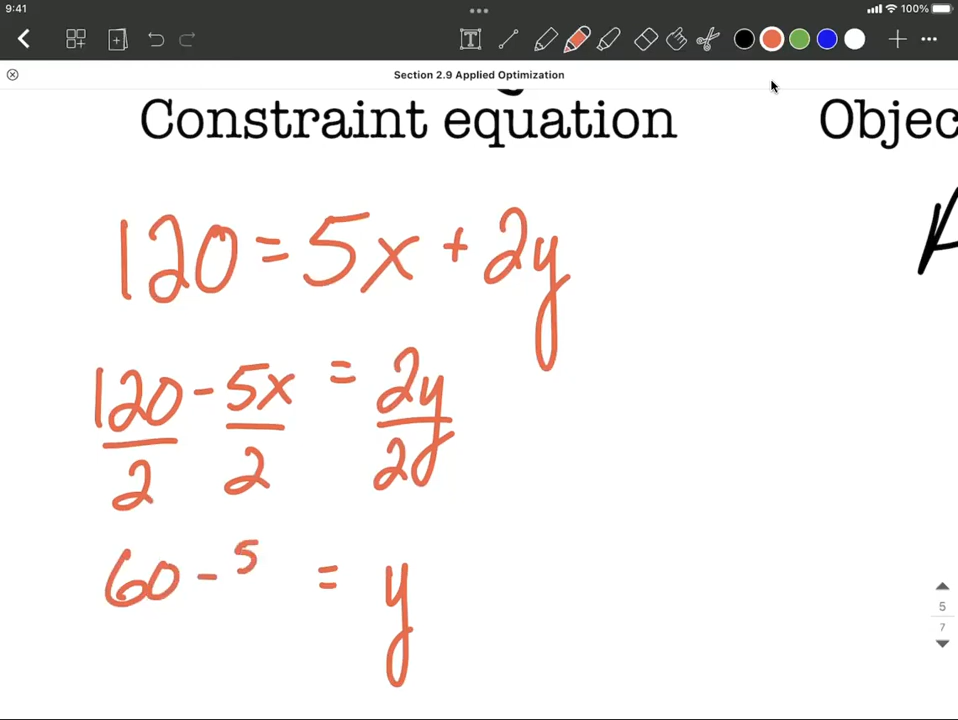 9:41
100%
Section 2.9 Applied Optimization
Constraint equation
Objec
120 = 5x + 2y
120/2 - 5x/2 = 2y/2
60 - 5 = y
5
7